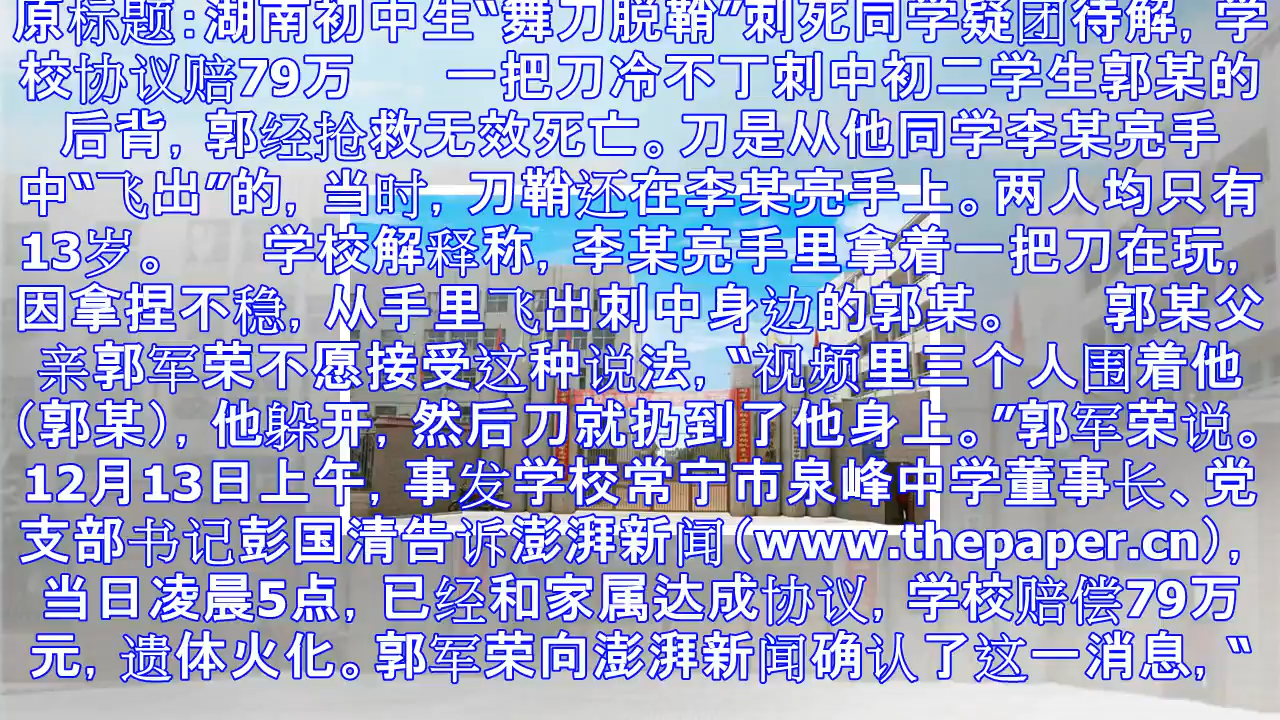 原标题:湖南初中生“舞刀脱鞘”刺死同学疑团待解, 学
校协议赔79万　　一把刀冷不丁刺中初二学生郭某的
后背, 郭经抢救无效死亡。刀是从他同学李某亮手
中“飞出”的, 当时, 刀鞘还在李某亮手上。两人均只有
13岁。　　学校解释称, 李某亮手里拿着一把刀在玩,
因拿捏不稳, 从手里飞出刺中身边的郭某。　　郭某父
亲郭军荣不愿接受这种说法, “视频里三个人围着他
(郭某), 他躲开, 然后刀就扔到了他身上。”郭军荣说。
12月13日上午, 事发学校常宁市泉峰中学董事长、党
支部书记彭国清告诉澎湃新闻(www.thepaper.cn),
当日凌晨5点, 已经和家属达成协议, 学校赔偿79万
元, 遗体火化。郭军荣向澎湃新闻确认了这一消息, “